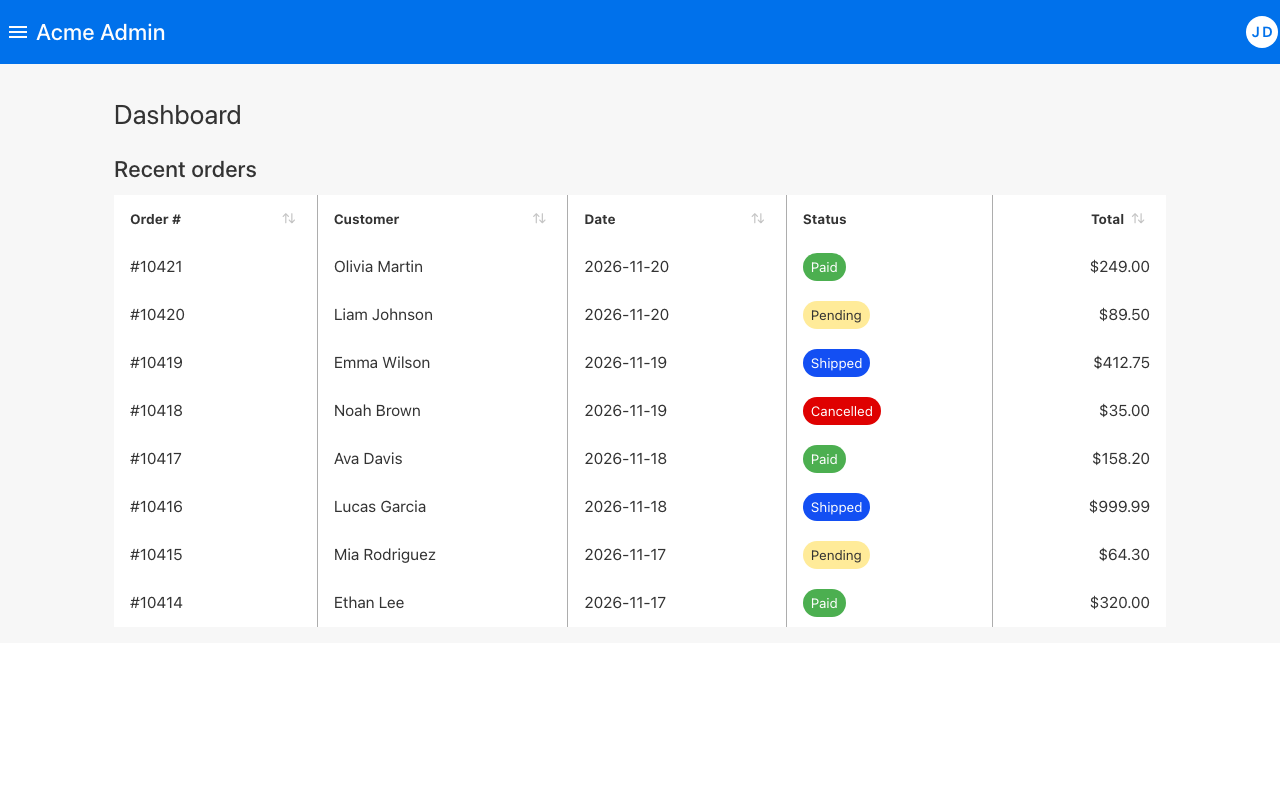 Acme Admin
JD
Dashboard
Recent orders
Order # Customer Date Status Total
#10421 Olivia Martin 2026-11-20 Paid $249.00
#10420 Liam Johnson 2026-11-20 Pending $89.50
#10419 Emma Wilson 2026-11-19 Shipped $412.75
#10418 Noah Brown 2026-11-19 Cancelled $35.00
#10417 Ava Davis 2026-11-18 Paid $158.20
#10416 Lucas Garcia 2026-11-18 Shipped $999.99
#10415 Mia Rodriguez 2026-11-17 Pending $64.30
#10414 Ethan Lee 2026-11-17 Paid $320.00